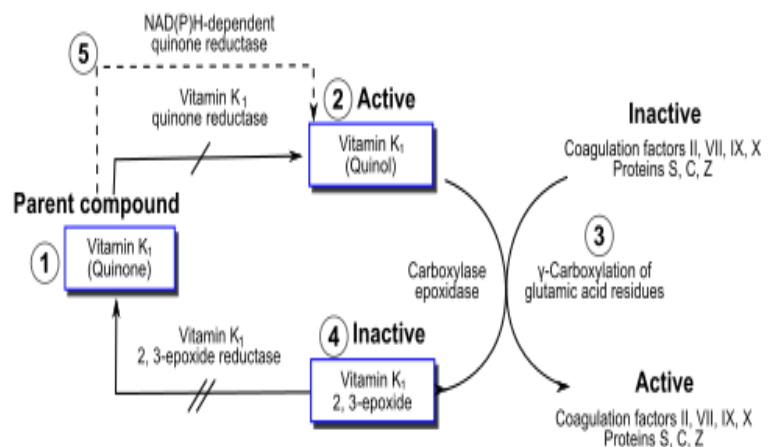 NAD(P)H-dependent
quinone reductase
5
Vitamin K1
quinone reductase
2 Active
Vitamin K1
(Quinol)
Inactive
Coagulation factors II, VII, IX, X
Proteins S, C, Z
Parent compound
1
Vitamin K1
(Quinone)
Carboxylase
epoxidase
3
γ-Carboxylation of
glutamic acid residues
Vitamin K1
2, 3-epoxide reductase
4 Inactive
Vitamin K1
2, 3-epoxide
Active
Coagulation factors II, VII, IX, X
Proteins S, C, Z